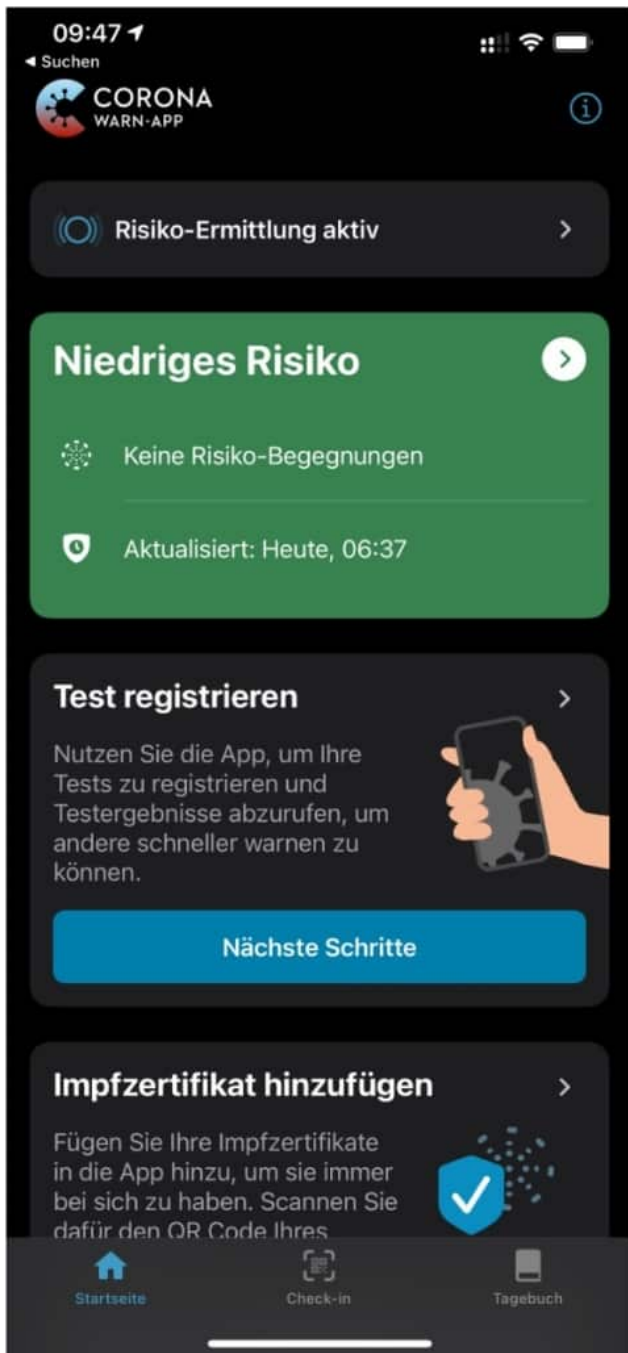 09:47
Suchen
CORONA
WARN-APP
Risiko-Ermittlung aktiv
Niedriges Risiko
Keine Risiko-Begegnungen
Aktualisiert: Heute, 06:37
Test registrieren
Nutzen Sie die App, um Ihre
Tests zu registrieren und
Testergebnisse abzurufen, um
andere schneller warnen zu
können.
Nächste Schritte
Impfzertifikat hinzufügen
Fügen Sie Ihre Impfzertifikate
in die App hinzu, um sie immer
bei sich zu haben. Scannen Sie
dafür den QR Code Ihres
Startseite
Check-in
Tagebuch